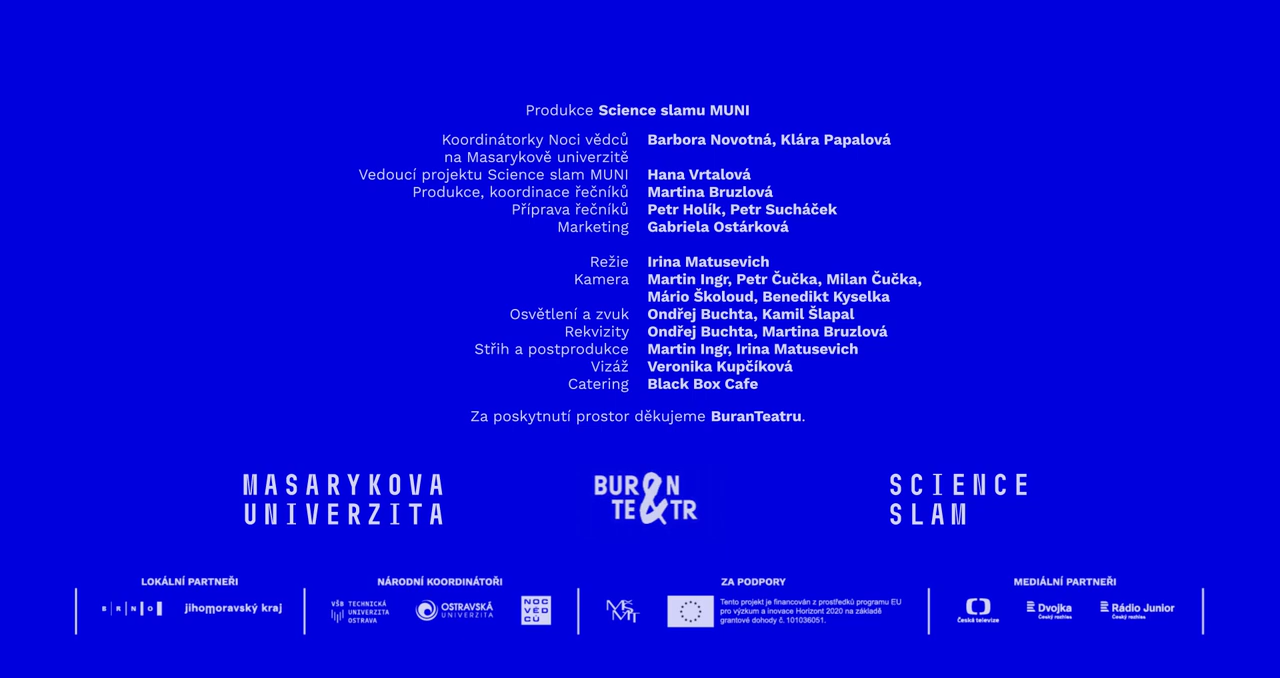 Produkce Science slamu MUNI
Koordinátorky Noci vědců Barbora Novotná, Klára Papalová
na Masarykově univerzitě
Vedoucí projektu Science slam MUNI Hana Vrtalová
Produkce, koordinace řečníků Martina Bruzlová
Příprava řečníků Petr Holík, Petr Sucháček
Marketing Gabriela Ostárková
Režie Irina Matusevich
Kamera Martin Ingr, Petr Čučka, Milan Čučka,
Mário Školoud, Benedikt Kyselka
Osvětlení a zvuk Ondřej Buchta, Kamil Šlapal
Rekvizity Ondřej Buchta, Martina Bruzlová
Střih a postprodukce Martin Ingr, Irina Matusevich
Vizáž Veronika Kupčíková
Catering Black Box Cafe
Za poskytnutí prostor děkujeme BuranTeatru.
MASARYKOVA
UNIVERZITA
BUR&N
TE&TR
SCIENCE
SLAM
LOKÁLNÍ PARTNEŘI
B R N O
jihomoravský kraj
NÁRODNÍ KOORDINÁTOŘI
VŠB TECHNICKÁ
UNIVERZITA
OSTRAVA
OSTRAVSKÁ
UNIVERZITA
NOC
VĚD
CŮ
ZA PODPORY
MŠMT
Tento projekt je financován z prostředků programu EU
pro výzkum a inovace Horizont 2020 na základě
grantové dohody č. 101036051.
MEDIÁLNÍ PARTNEŘI
Česká televize
Dvojka
Český rozhlas
Rádio Junior
Český rozhlas